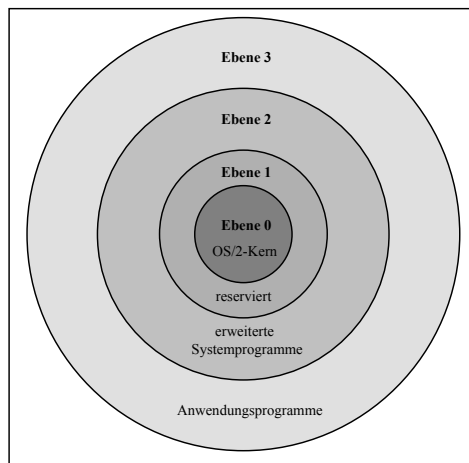 Ebene 3
Ebene 2
Ebene 1
Ebene 0
OS/2-Kern
reserviert
erweiterte
Systemprogramme
Anwendungsprogramme